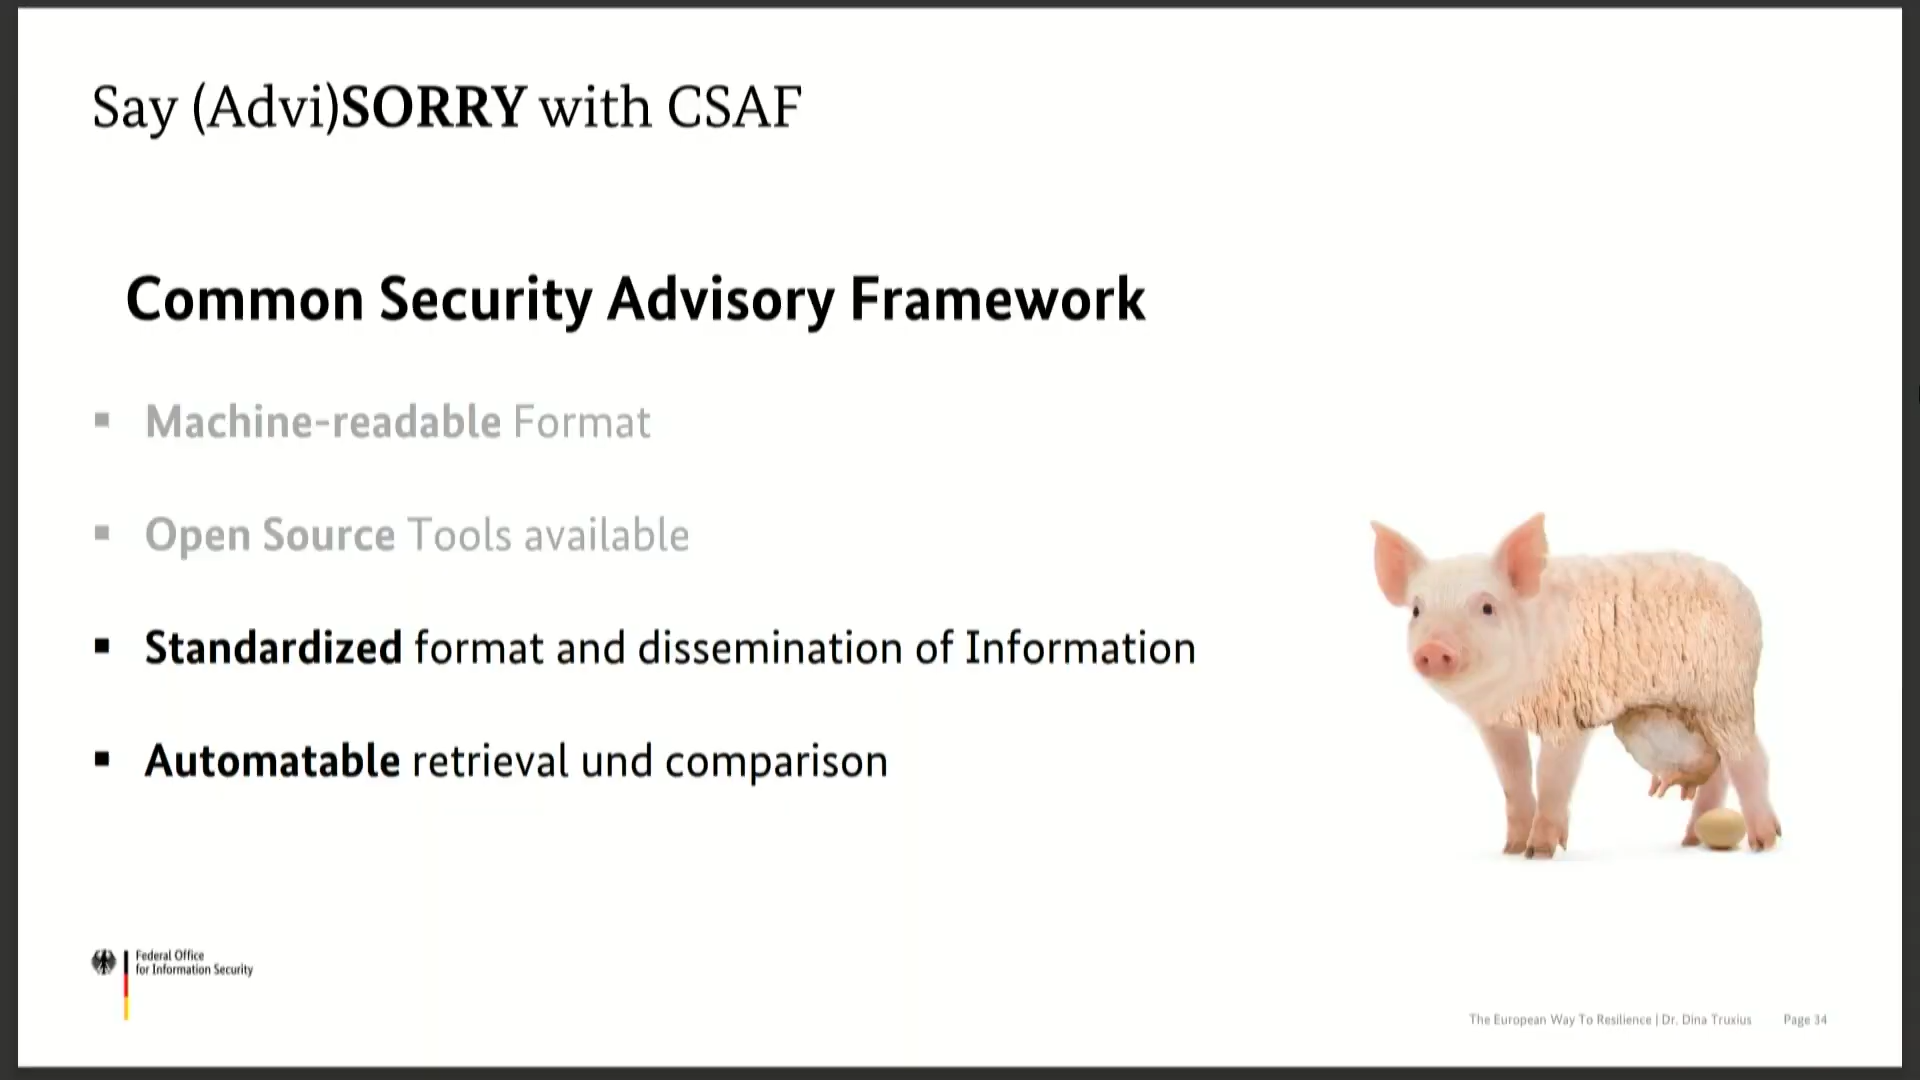 Say (Advi)SORRY with CSAF
Common Security Advisory Framework
Machine-readable Format
Open Source Tools available
Standardized format and dissemination of Information
Automatable retrieval und comparison
Federal Office
for Information Security
The European Way To Resilience | Dr. Dina Truxius Page 34